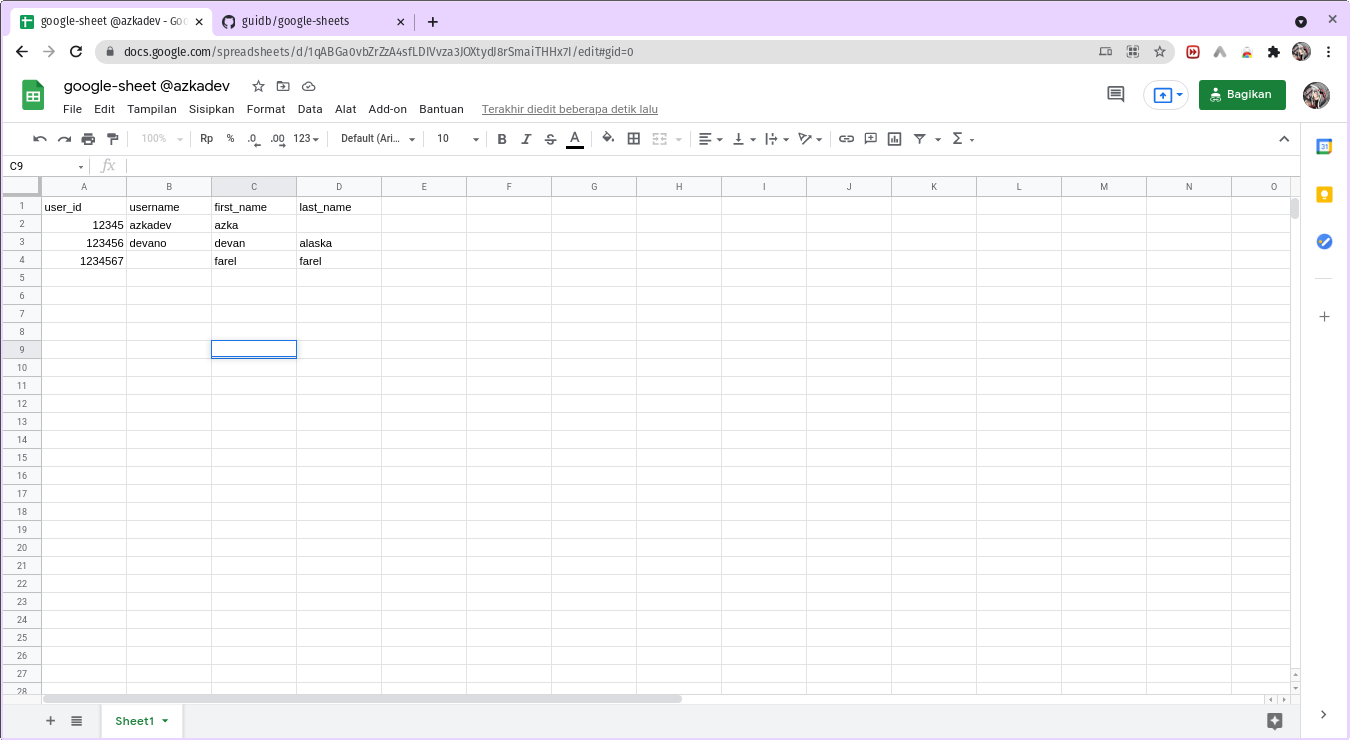 google-sheet @azkadev - Goo
guidb/google-sheets
docs.google.com/spreadsheets/d/1qABGa0vbZrZzA4sfLDIVvza3JOXtydJ8rSmaiTHHx7I/edit#gid=0
google-sheet @azkadev
File Edit Tampilan Sisipkan Format Data Alat Add-on Bantuan Terakhir diedit beberapa detik lalu
Bagikan
100% Rp % .0 .00 123 Default (Ari... 10 B I S A
C9 fx
A B C D E F G H I J K L M N O
1 user_id username first_name last_name
2 12345 azkadev azka
3 123456 devano devan alaska
4 1234567 farel farel
5
6
7
8
9
10
11
12
13
14
15
16
17
18
19
20
21
22
23
24
25
26
27
28
Sheet1
31